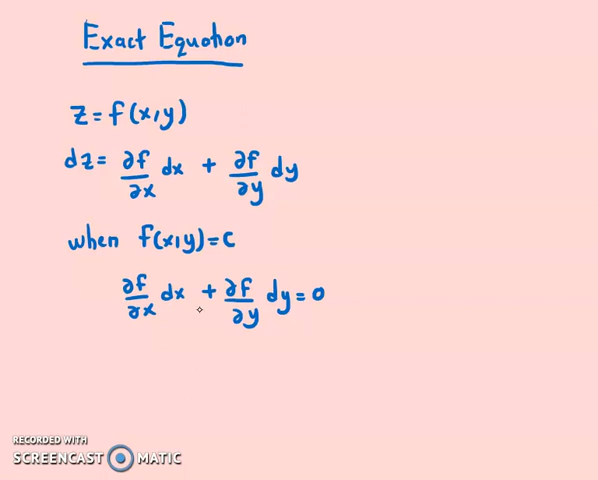 Exact Equation
z = f(x,y)
dz = ∂f/∂x dx + ∂f/∂y dy
when f(x,y) = c
∂f/∂x dx + ∂f/∂y dy = 0
RECORDED WITH
SCREENCAST MATIC